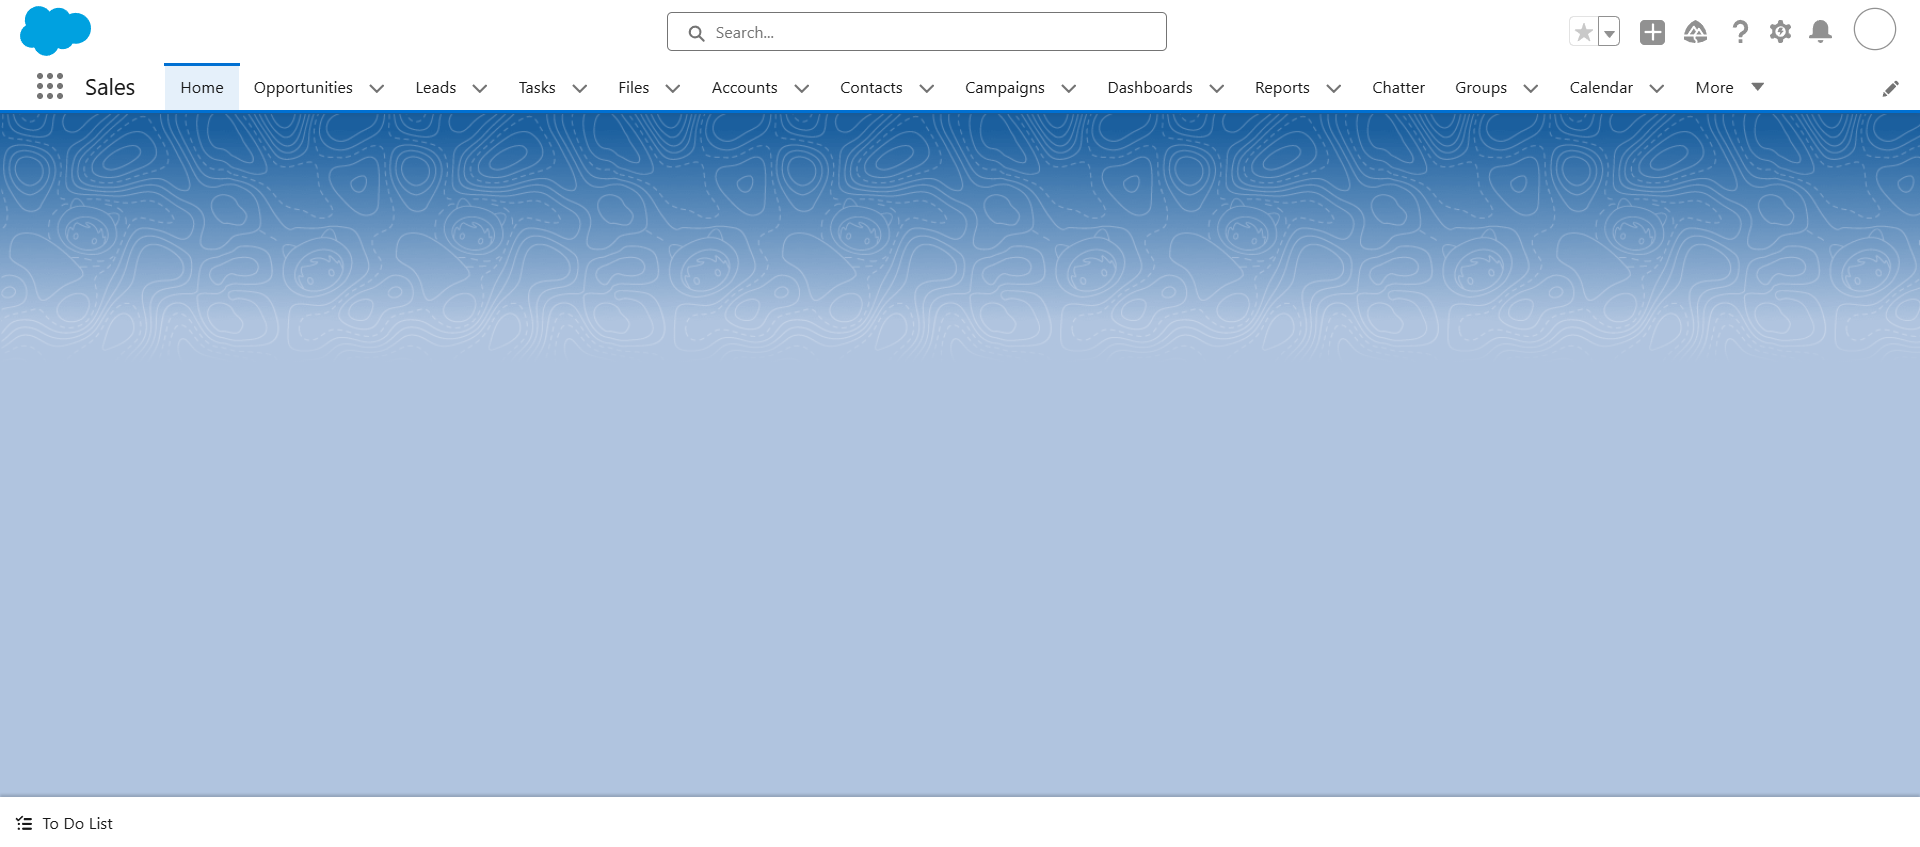 Search...
Sales
Home
Opportunities
Leads
Tasks
Files
Accounts
Contacts
Campaigns
Dashboards
Reports
Chatter
Groups
Calendar
More
To Do List